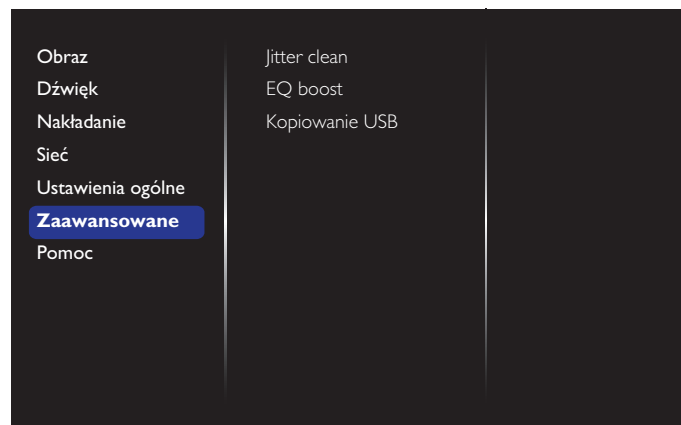 Obraz
Dźwięk
Nakładanie
Sieć
Ustawienia ogólne
Zaawansowane
Pomoc
Jitter clean
EQ boost
Kopiowanie USB